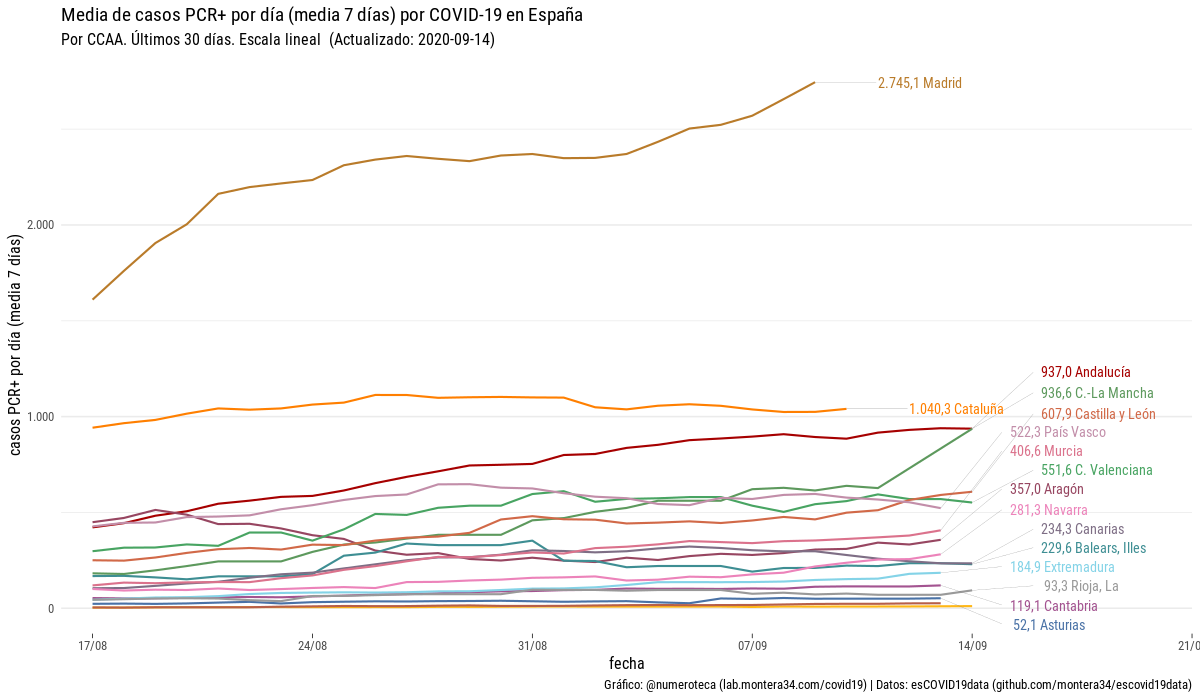 Media de casos PCR+ por día (media 7 días) por COVID-19 en España
Por CCAA. Últimos 30 días. Escala lineal (Actualizado: 2020-09-14)
casos PCR+ por día (media 7 días)
2.000
1.000
0
2.745,1 Madrid
937,0 Andalucía
936,6 C.-La Mancha
1.040,3 Cataluña
607,9 Castilla y León
522,3 País Vasco
406,6 Murcia
551,6 C. Valenciana
357,0 Aragón
281,3 Navarra
234,3 Canarias
229,6 Balears, Illes
184,9 Extremadura
93,3 Rioja, La
119,1 Cantabria
52,1 Asturias
17/08 24/08 31/08 07/09 14/09 21/0
fecha
Gráfico: @numeroteca (lab.montera34.com/covid19) | Datos: esCOVID19data (github.com/montera34/escovid19data)